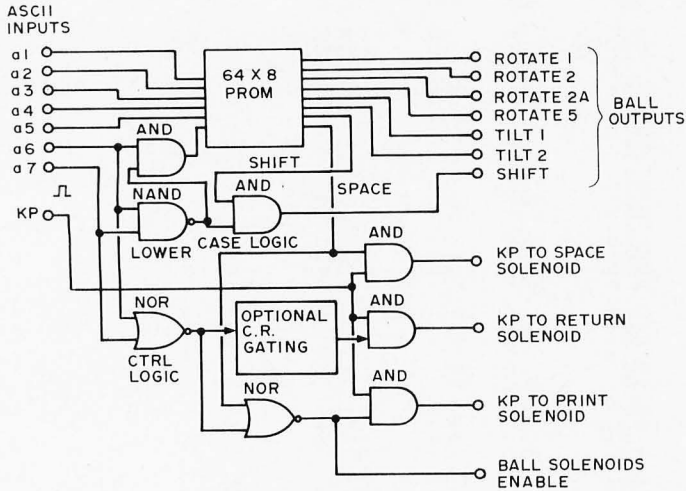 ASCII
INPUTS
a1
a2
a3
a4
a5
a6
a7
KP
64 X 8
PROM
AND
SHIFT
AND
SPACE
NAND
LOWER
CASE LOGIC
NOR
CTRL
LOGIC
OPTIONAL
C.R.
GATING
NOR
AND
AND
AND
ROTATE 1
ROTATE 2
ROTATE 2A
ROTATE 5
TILT 1
TILT 2
SHIFT
BALL
OUTPUTS
KP TO SPACE
SOLENOID
KP TO RETURN
SOLENOID
KP TO PRINT
SOLENOID
BALL SOLENOIDS
ENABLE